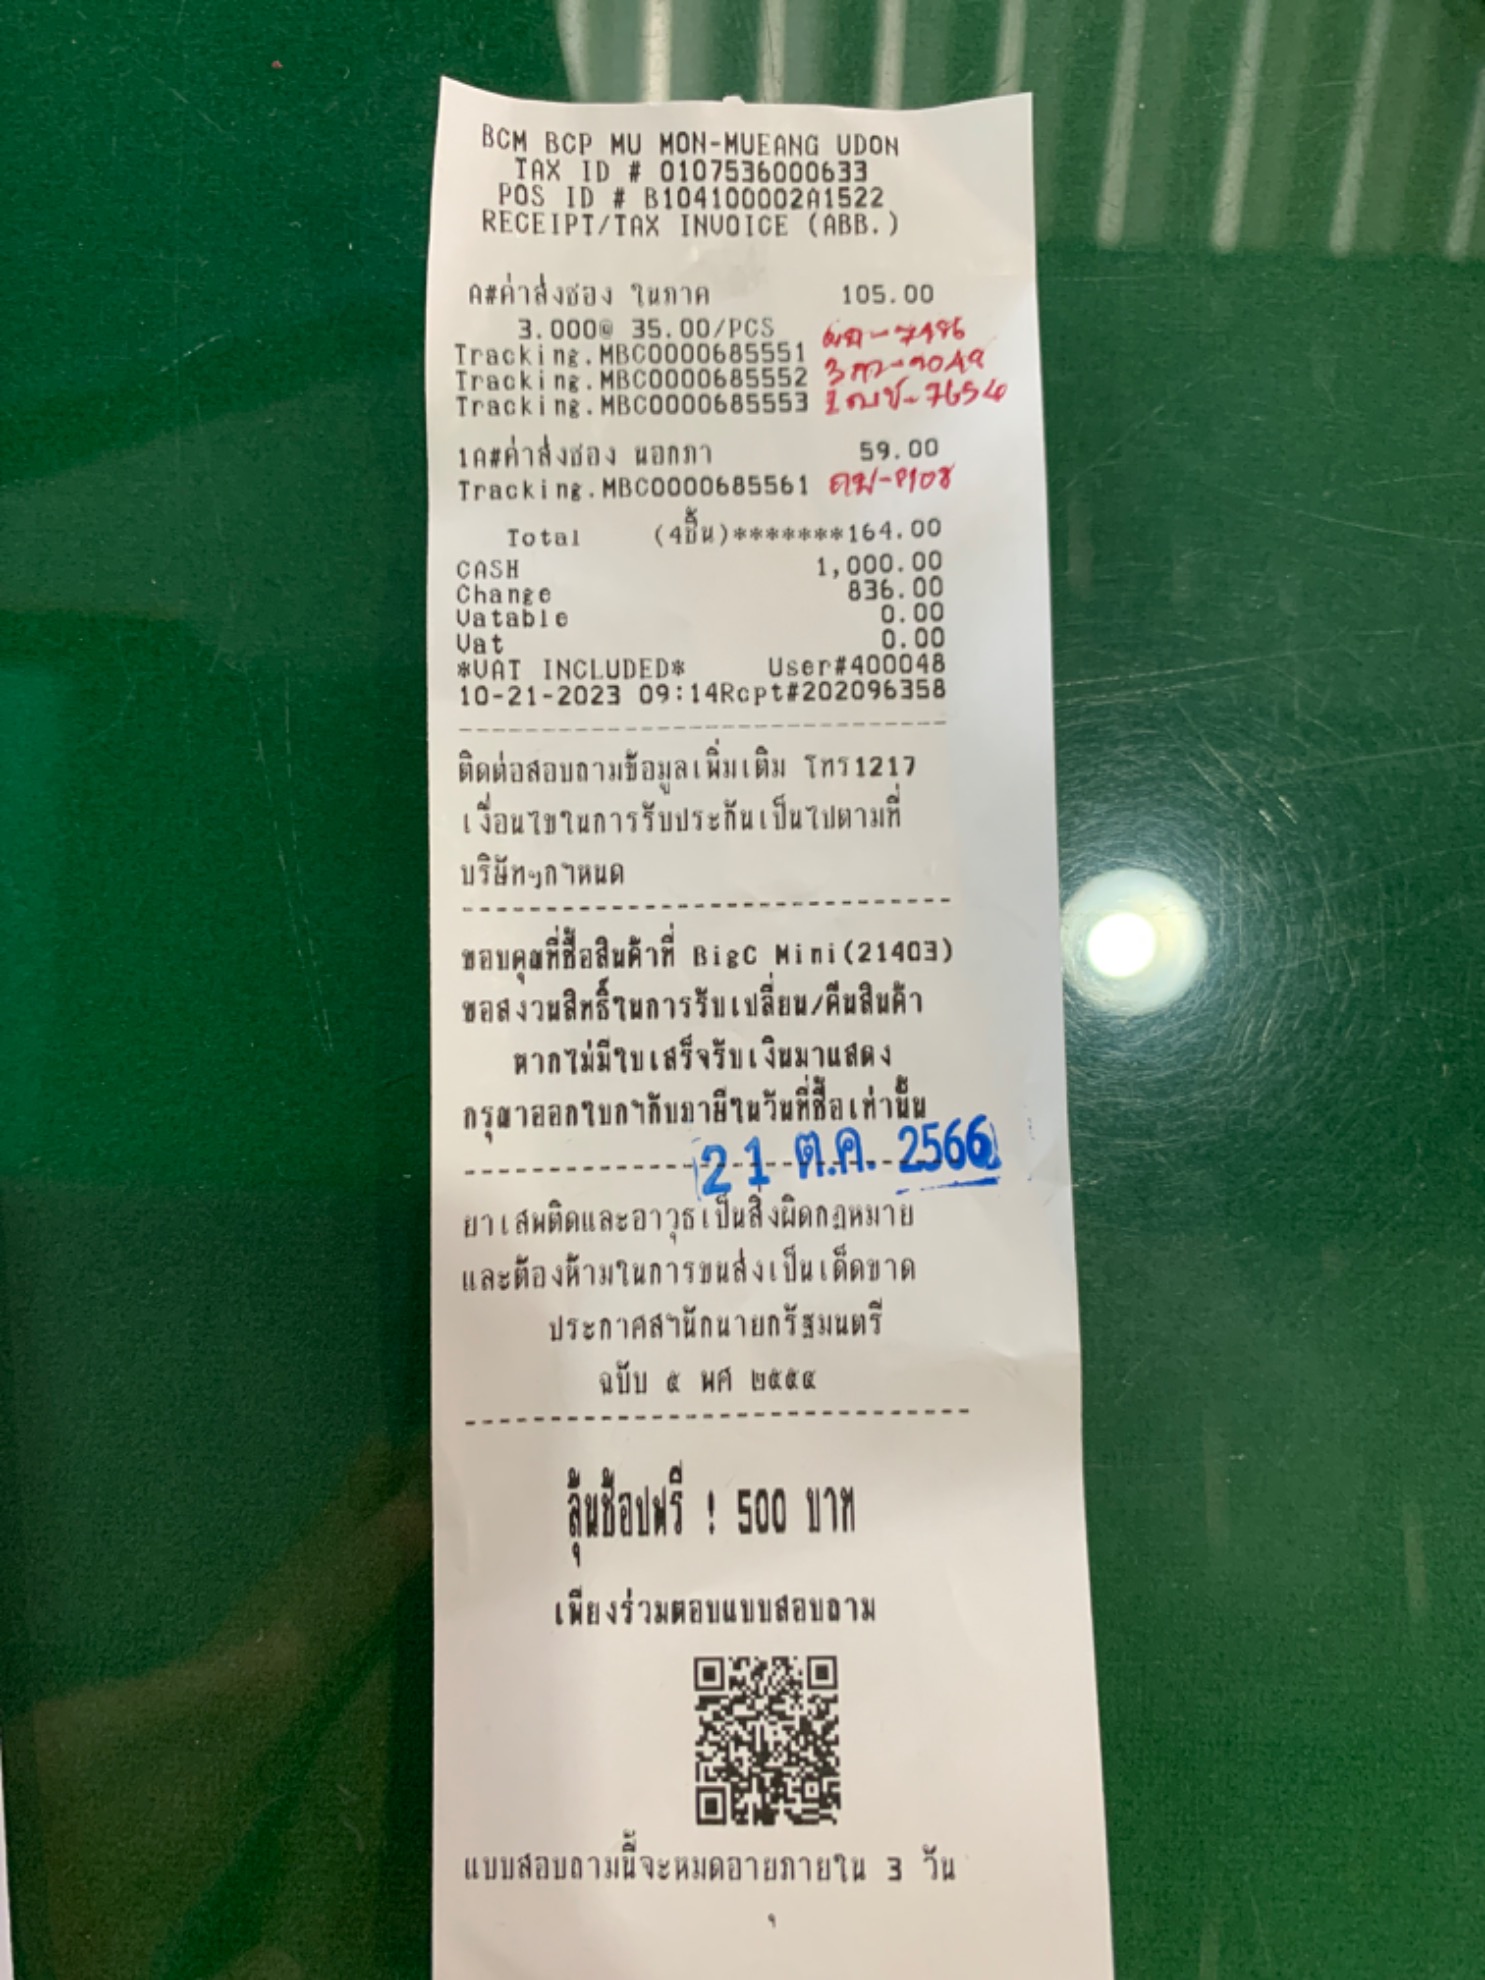 BCM BCP MU MON-MUEANG UDON
TAX ID # 0107536000633
POS ID # B104100002A1522
RECEIPT/TAX INVOICE (ABB.)
A#ค่าส่งซอง ในภาค 105.00
3.000@ 35.00/PCS
Tracking.MBC0000685551
Tracking.MBC0000685552
Tracking.MBC0000685553
1A#ค่าส่งซอง นอกภา 59.00
Tracking.MBC0000685561
Total (4ชิ้น)*******164.00
CASH 1,000.00
Change 836.00
Vatable 0.00
Vat 0.00
*VAT INCLUDED* User#400048
10-21-2023 09:14Rcpt#202096358
ติดต่อสอบถามข้อมูลเพิ่มเติม โทร1217
เงื่อนไขในการรับประกันเป็นไปตามที่
บริษัทฯกำหนด
ขอบคุณที่ซื้อสินค้าที่ BigC Mini(21403)
ขอสงวนสิทธิ์ในการรับเปลี่ยน/คืนสินค้า
หากไม่มีใบเสร็จรับเงินมาแสดง
กรุณาออกใบกำกับภาษีในวันที่ซื้อเท่านั้น
21 ต.ค. 2566
ยาเสพติดและอาวุธเป็นสิ่งผิดกฎหมาย
และต้องห้ามในการขนส่งเป็นเด็ดขาด
ประกาศสำนักนายกรัฐมนตรี
ฉบับ ๕ พศ ๒๕๕๔
ลุ้นช้อปฟรี ! 500 บาท
เพียงร่วมตอบแบบสอบถาม
แบบสอบถามนี้จะหมดอายุภายใน 3 วัน